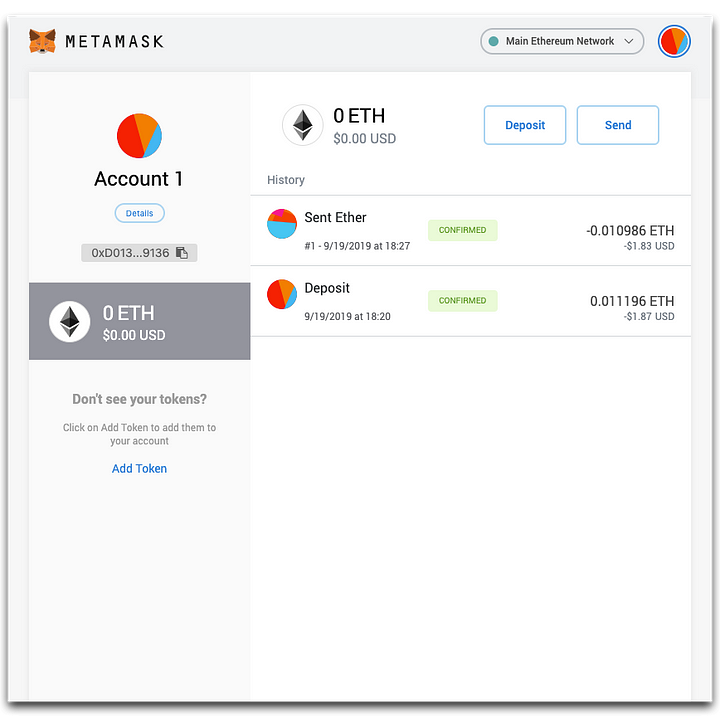 METAMASK
Main Ethereum Network
Account 1
Details
0xD013...9136
0 ETH
$0.00 USD
Don't see your tokens?
Click on Add Token to add them to
your account
Add Token
0 ETH
$0.00 USD
Deposit
Send
History
Sent Ether
#1 - 9/19/2019 at 18:27
CONFIRMED
-0.010986 ETH
-$1.83 USD
Deposit
9/19/2019 at 18:20
CONFIRMED
0.011196 ETH
-$1.87 USD